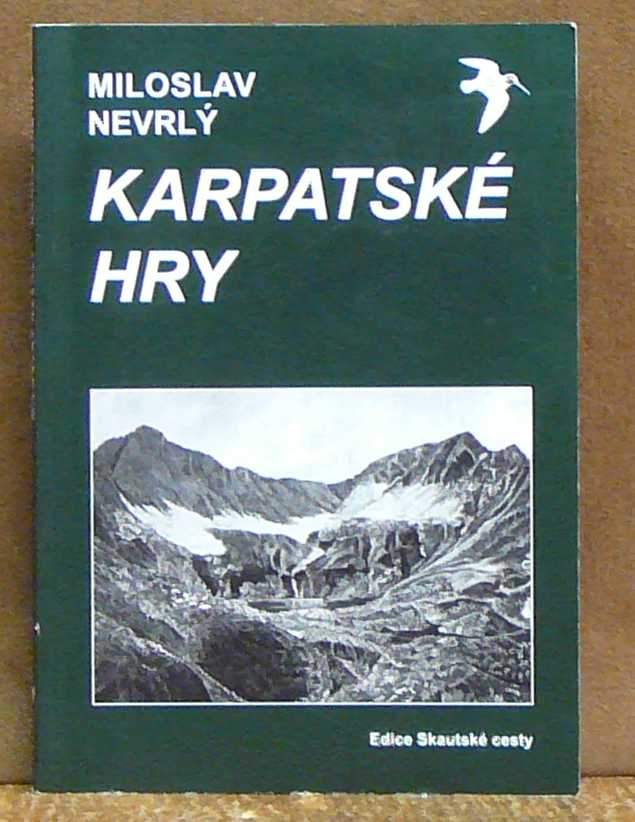 MILOSLAV
NEVRLÝ
KARPATSKÉ
HRY
Edice Skautské cesty